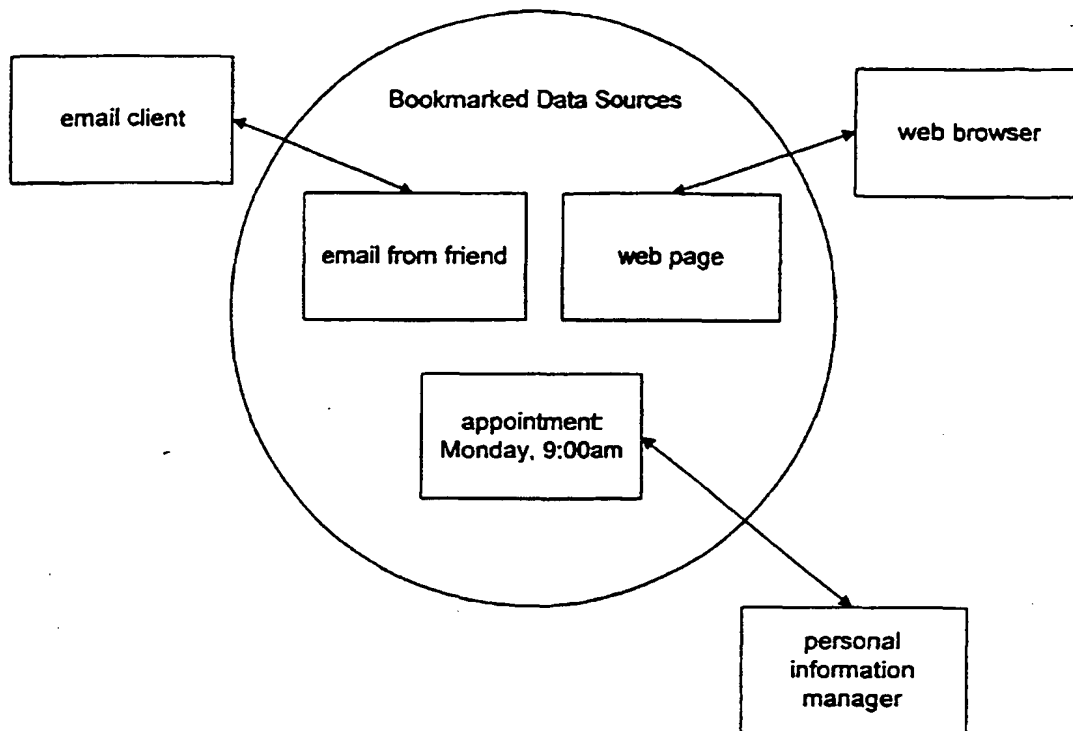 Bookmarked Data Sources
email client
web browser
email from friend
web page
appointment:
Monday, 9:00am
personal
information
manager